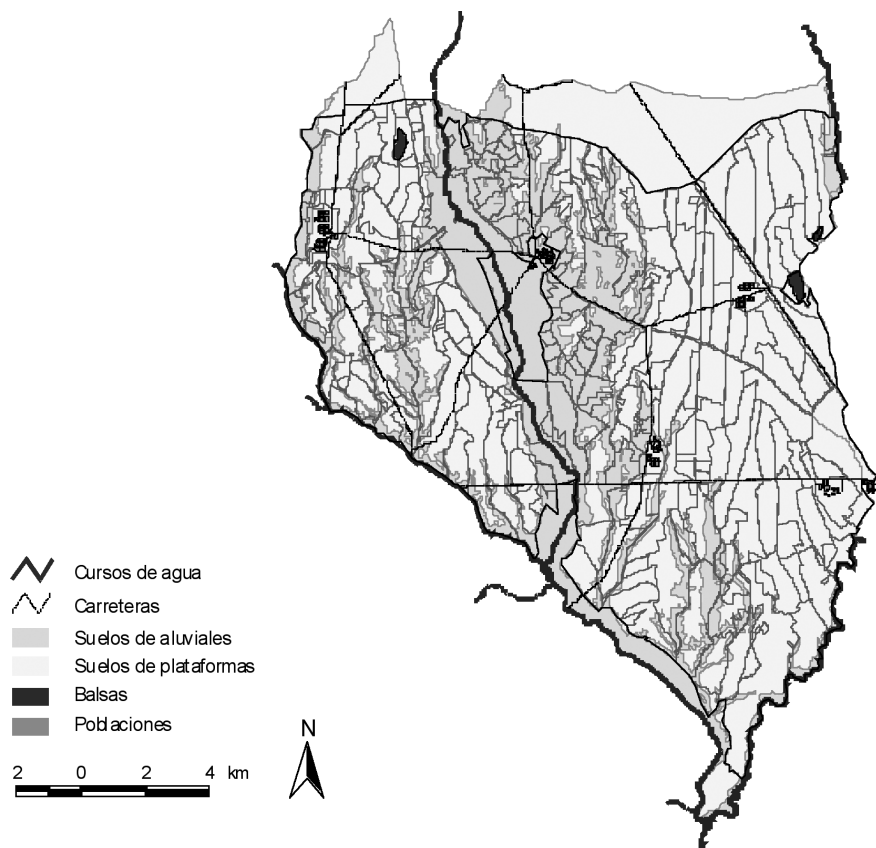 Cursos de agua
Carreteras
Suelos de aluviales
Suelos de plataformas
Balsas
Poblaciones
N
2 0 2 4 km